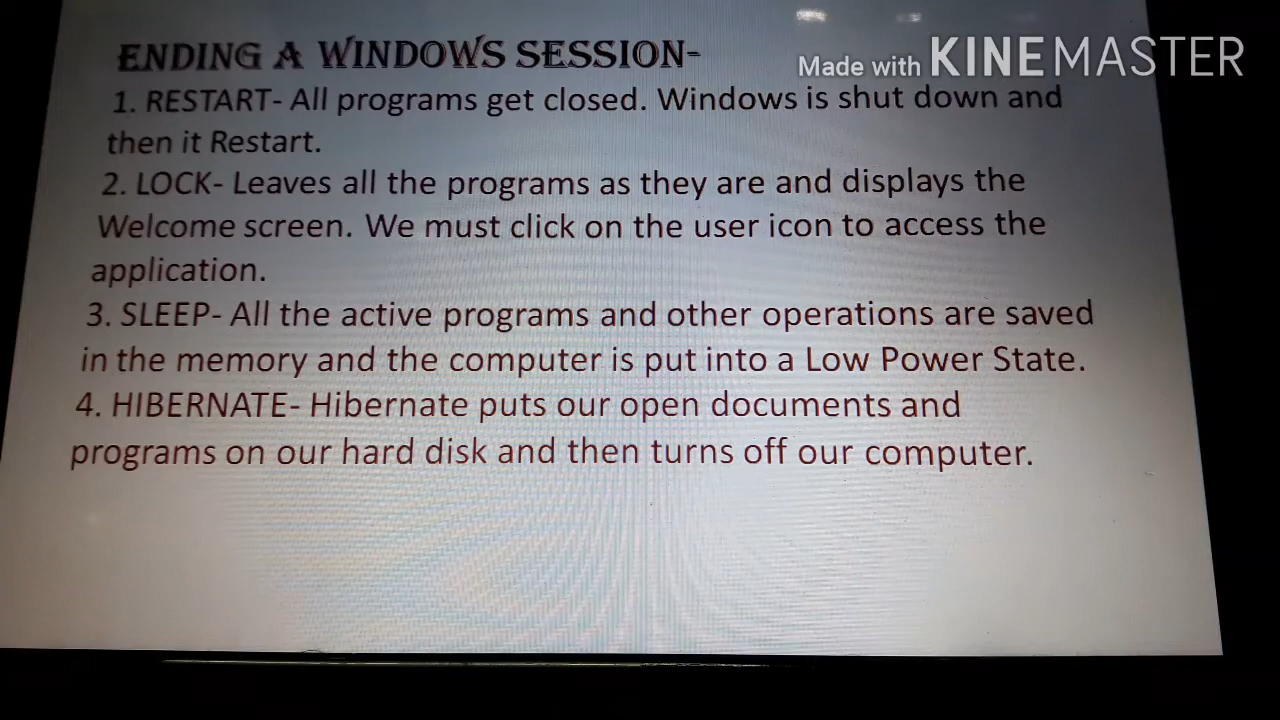 ENDING A WINDOWS SESSION-
Made with KINEMASTER
1. RESTART- All programs get closed. Windows is shut down and
then it Restart.
2. LOCK- Leaves all the programs as they are and displays the
Welcome screen. We must click on the user icon to access the
application.
3. SLEEP- All the active programs and other operations are saved
in the memory and the computer is put into a Low Power State.
4. HIBERNATE- Hibernate puts our open documents and
programs on our hard disk and then turns off our computer.